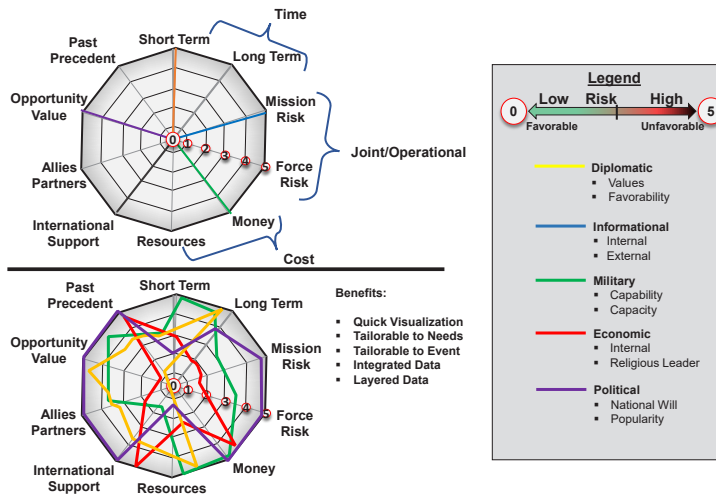 Time
Short Term
Past
Precedent
Long Term
Opportunity
Value
Mission
Risk
0
1
2
3
4
5
Joint/Operational
Allies
Partners
Force
Risk
International
Support
Money
Resources
Cost
Short Term
Past
Precedent
Long Term
Opportunity
Value
Mission
Risk
0
1
2
3
4
5
Allies
Partners
Force
Risk
International
Support
Money
Resources
Benefits:
▪ Quick Visualization
▪ Tailorable to Needs
▪ Tailorable to Event
▪ Integrated Data
▪ Layered Data
Legend
0 Low Risk High 5
Favorable Unfavorable
Diplomatic
▪ Values
▪ Favorability
Informational
▪ Internal
▪ External
Military
▪ Capability
▪ Capacity
Economic
▪ Internal
▪ Religious Leader
Political
▪ National Will
▪ Popularity